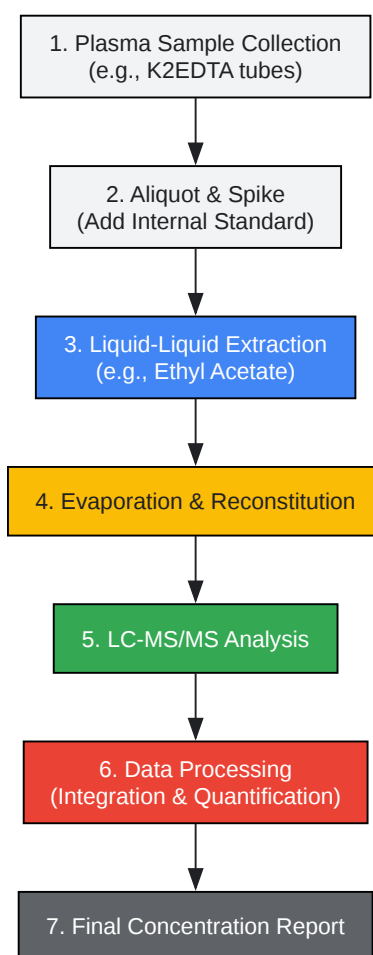 1. Plasma Sample Collection
(e.g., K2EDTA tubes)
2. Aliquot & Spike
(Add Internal Standard)
3. Liquid-Liquid Extraction
(e.g., Ethyl Acetate)
4. Evaporation & Reconstitution
5. LC-MS/MS Analysis
6. Data Processing
(Integration & Quantification)
7. Final Concentration Report